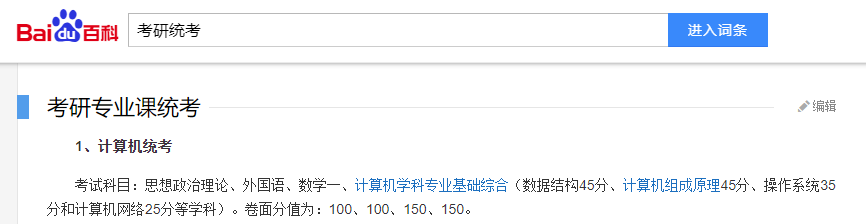 Bai du 百科 考研统考 进入词条
考研专业课统考 编辑
1、计算机统考
考试科目：思想政治理论、外国语、数学一、计算机学科专业基础综合（数据结构45分、计算机组成原理45分、操作系统35
分和计算机网络25分等学科）。卷面分值为：100、100、150、150。